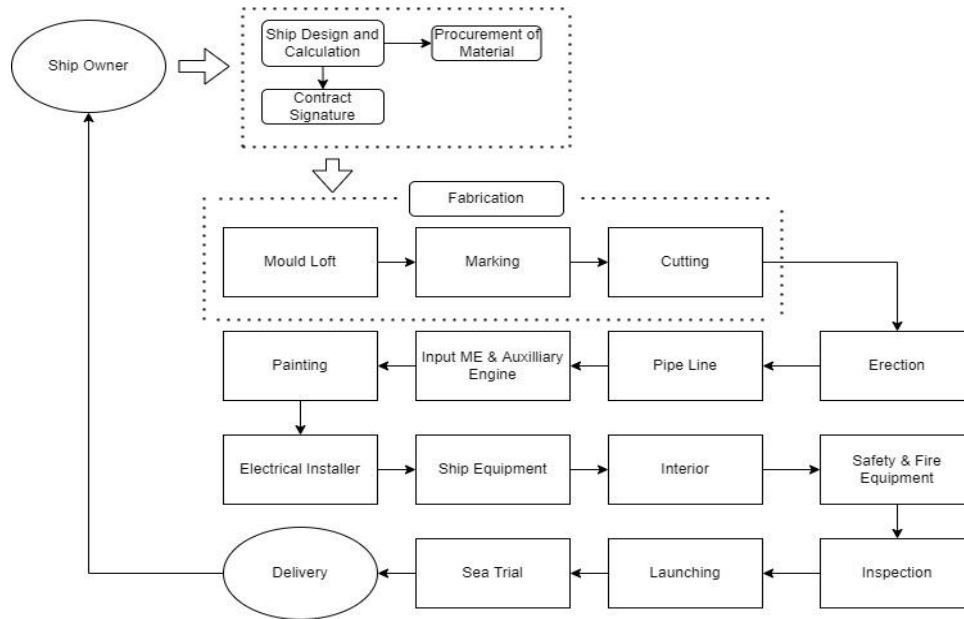 Ship Owner
Ship Design and
Calculation
Procurement of
Material
Contract
Signature
Fabrication
Mould Loft
Marking
Cutting
Painting
Input ME & Auxilliary
Engine
Pipe Line
Erection
Electrical Installer
Ship Equipment
Interior
Safety & Fire
Equipment
Delivery
Sea Trial
Launching
Inspection